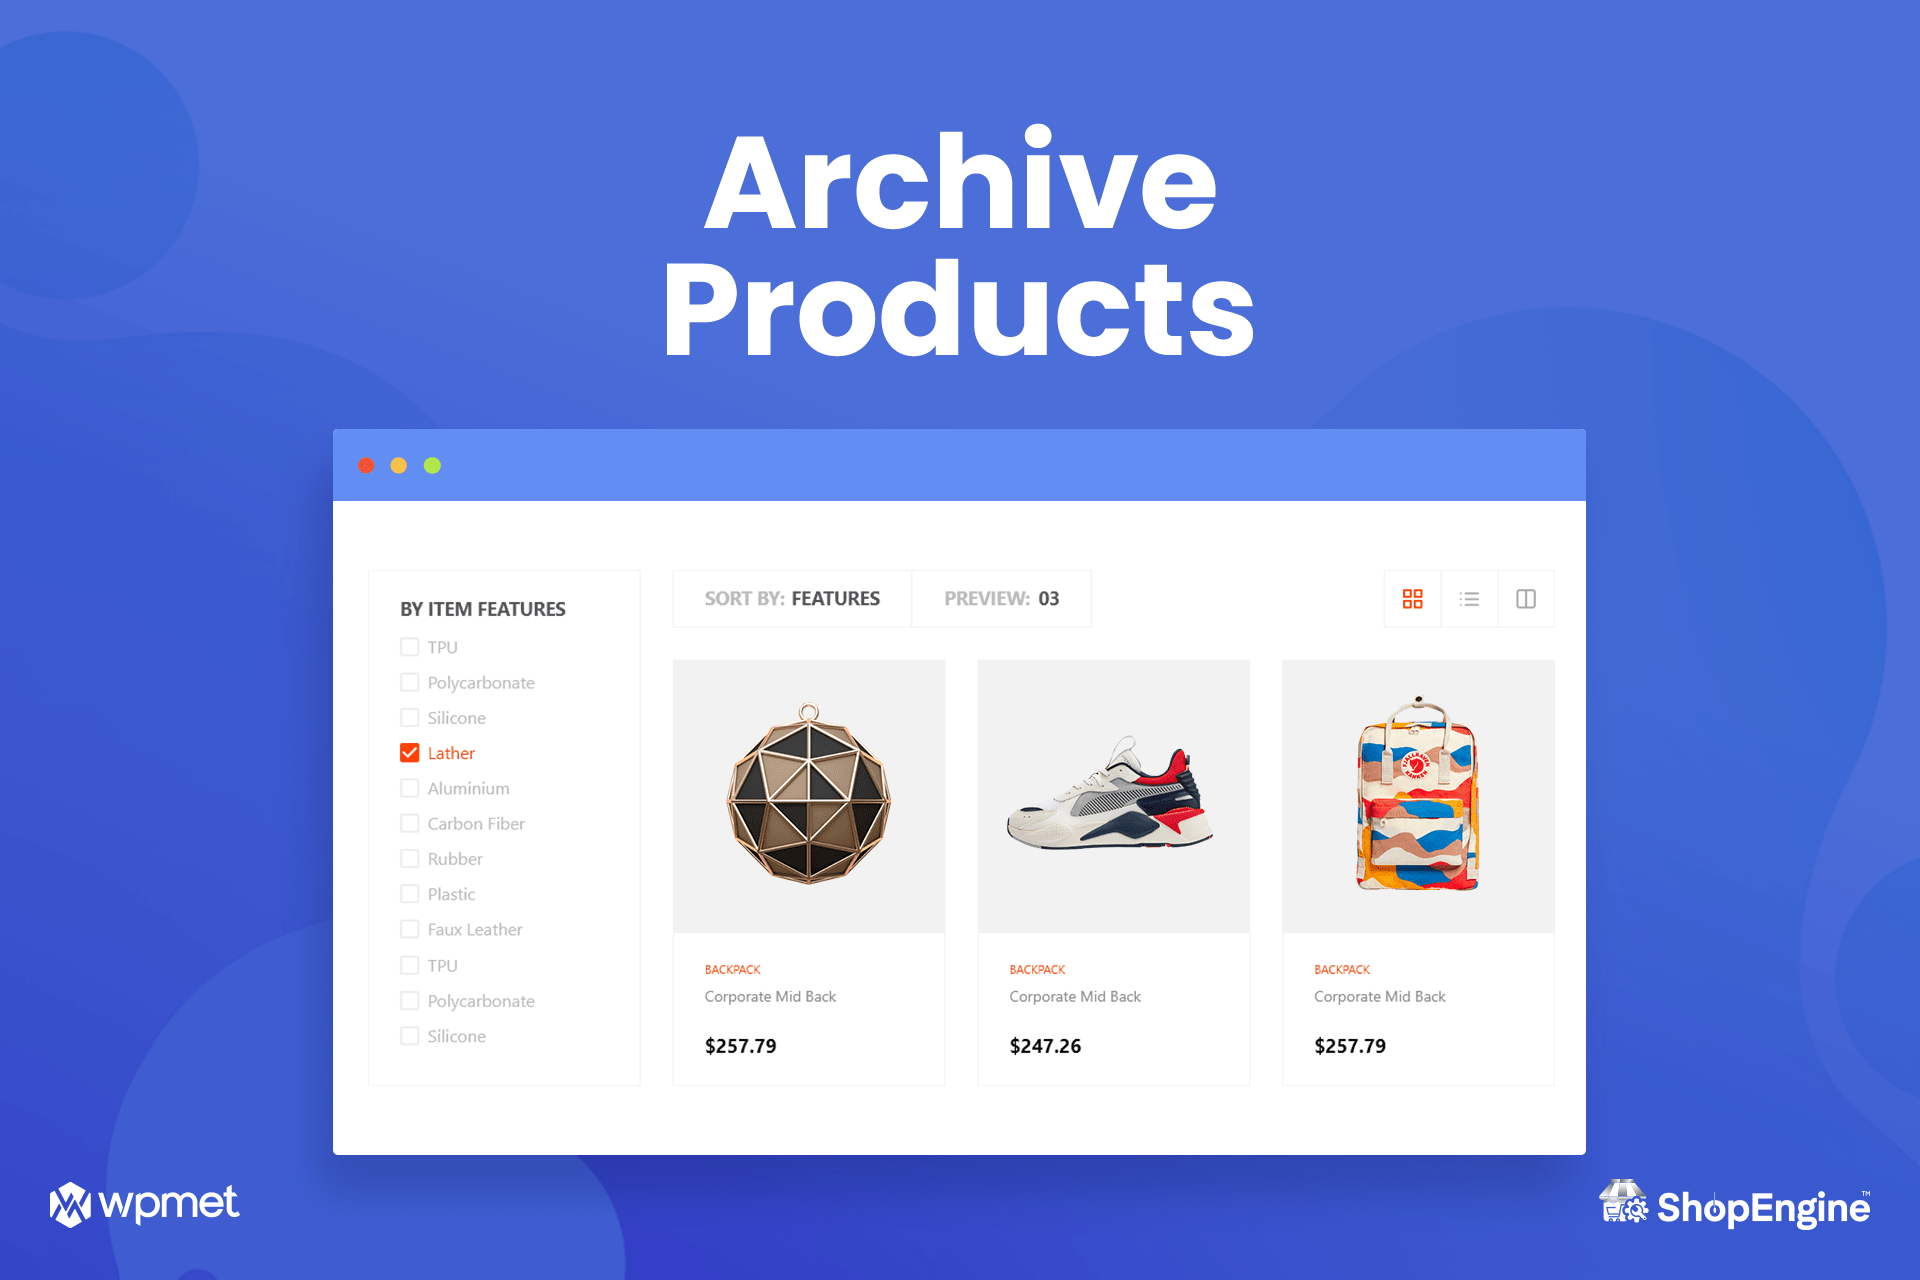 Archive
Products
BY ITEM FEATURES
TPU
Polycarbonate
Silicone
Lather
Aluminium
Carbon Fiber
Rubber
Plastic
Faux Leather
TPU
Polycarbonate
Silicone
SORT BY: FEATURES
PREVIEW: 03
BACKPACK
Corporate Mid Back
$257.79
BACKPACK
Corporate Mid Back
$247.26
FJALLRAVEN
KANKEN
BACKPACK
Corporate Mid Back
$257.79
wpmet
ShopEngine™